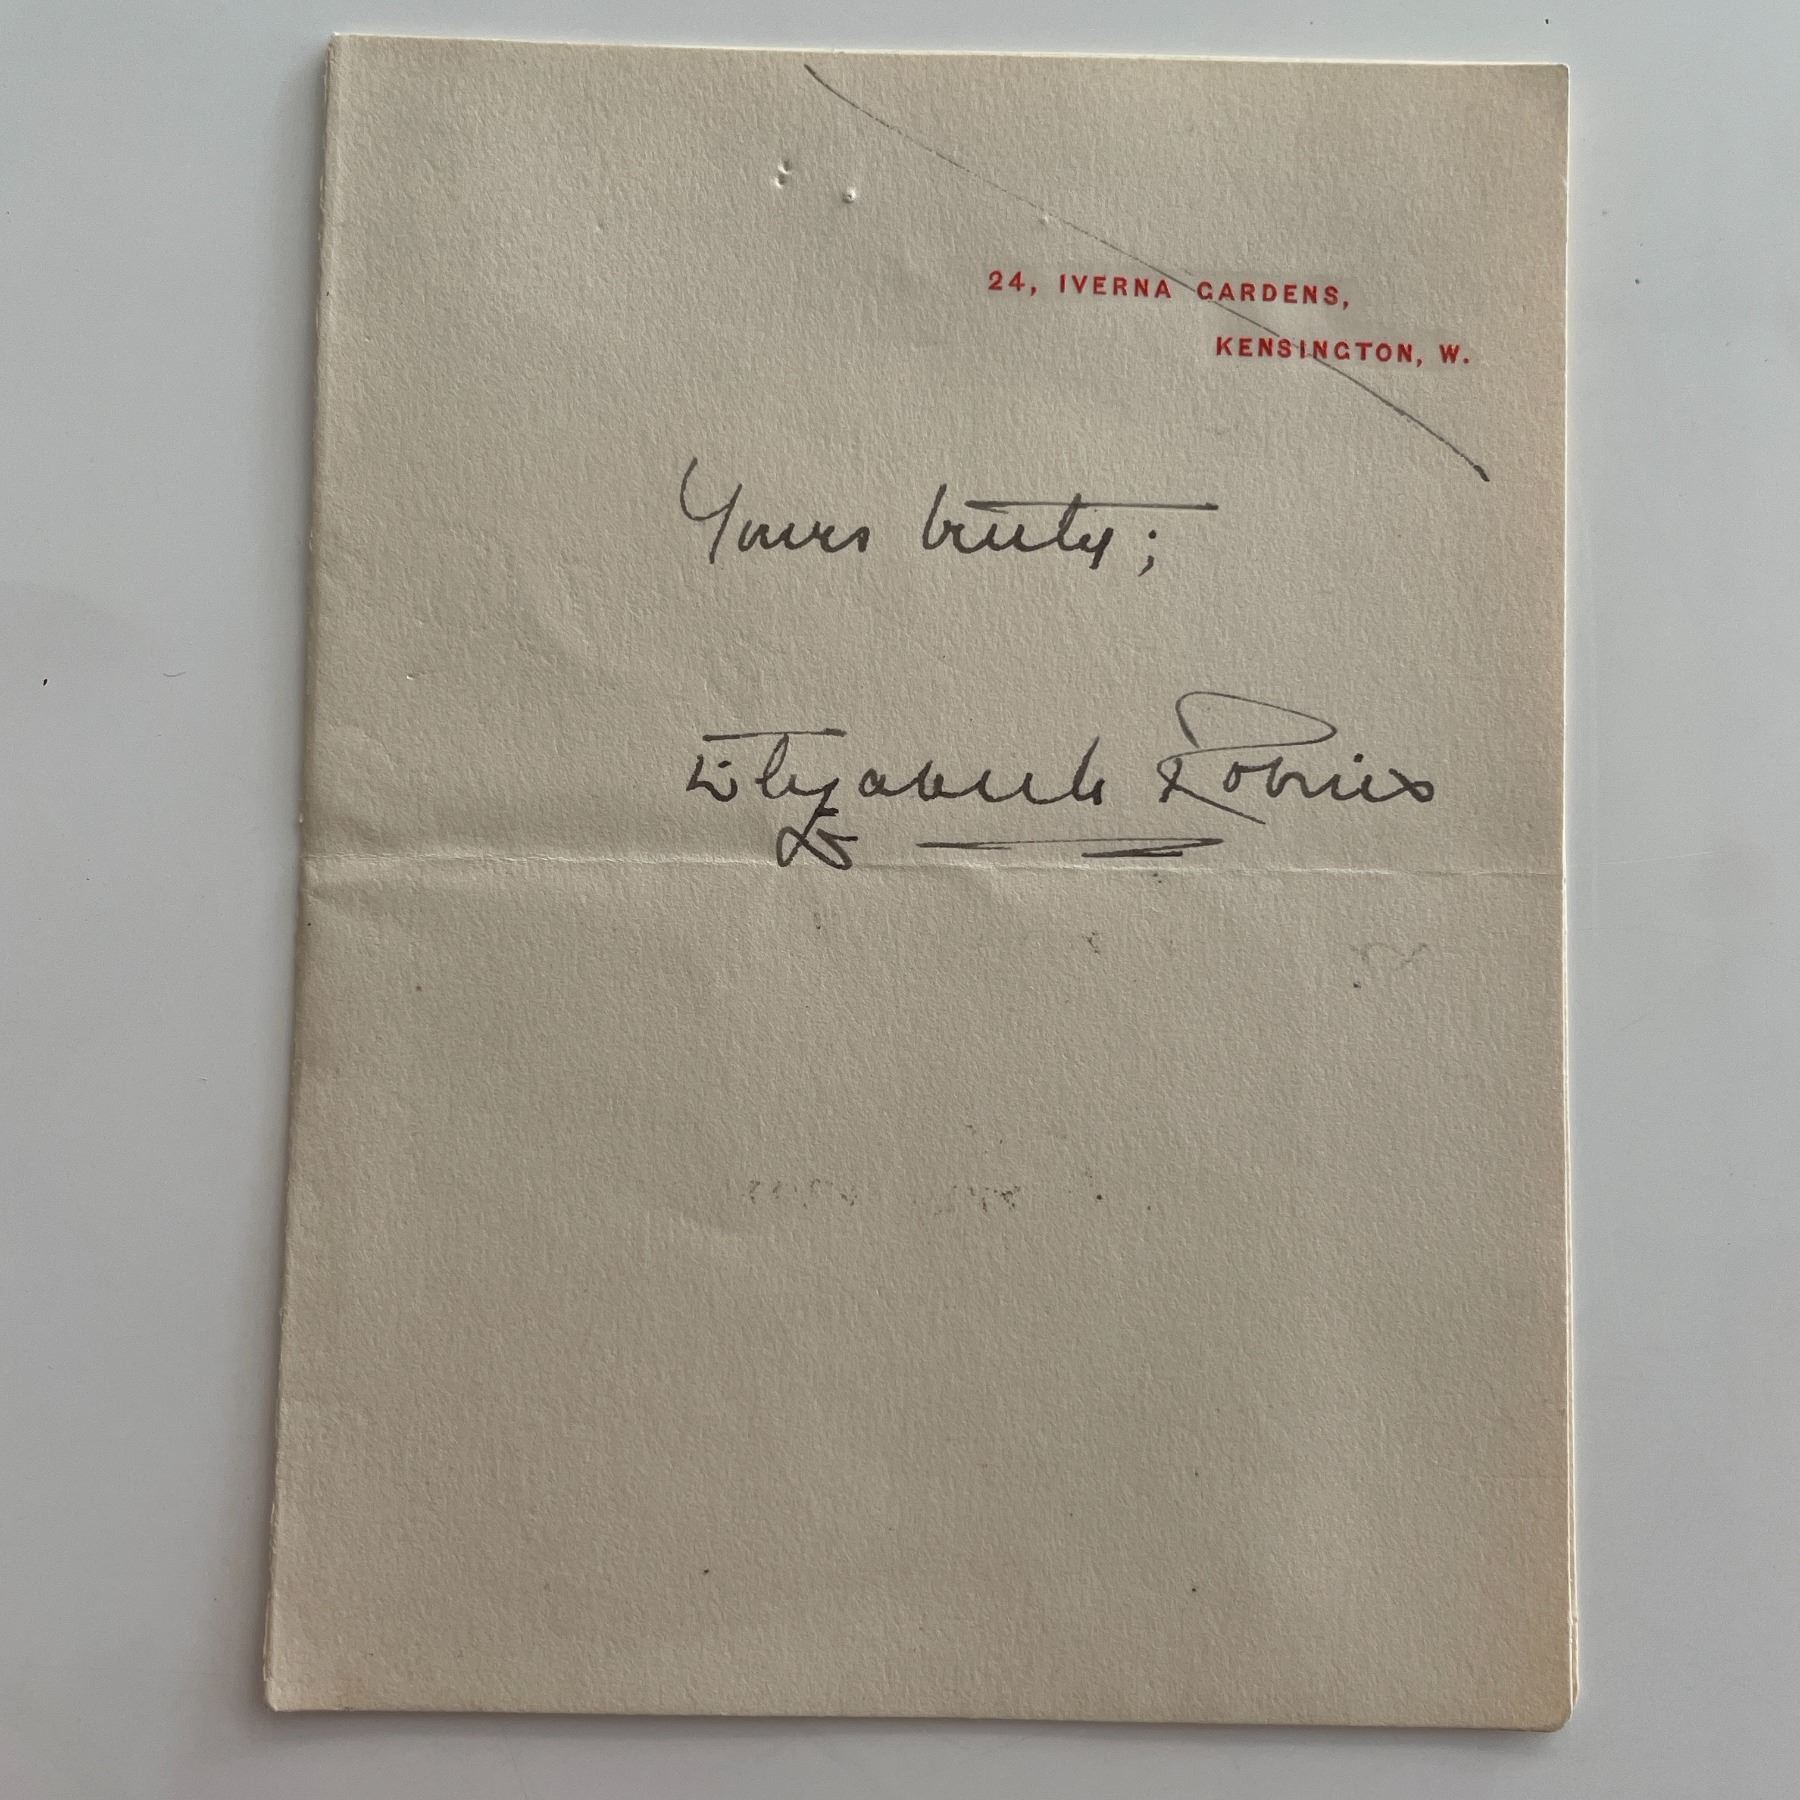 24, IVERNA GARDENS,
KENSINGTON, W.
Yours truly;
Elizabeth Robins